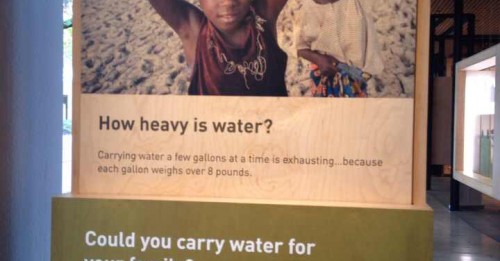 How heavy is water?
Carrying water a few gallons at a time is exhausting...because
each gallon weighs over 8 pounds.
Could you carry water for